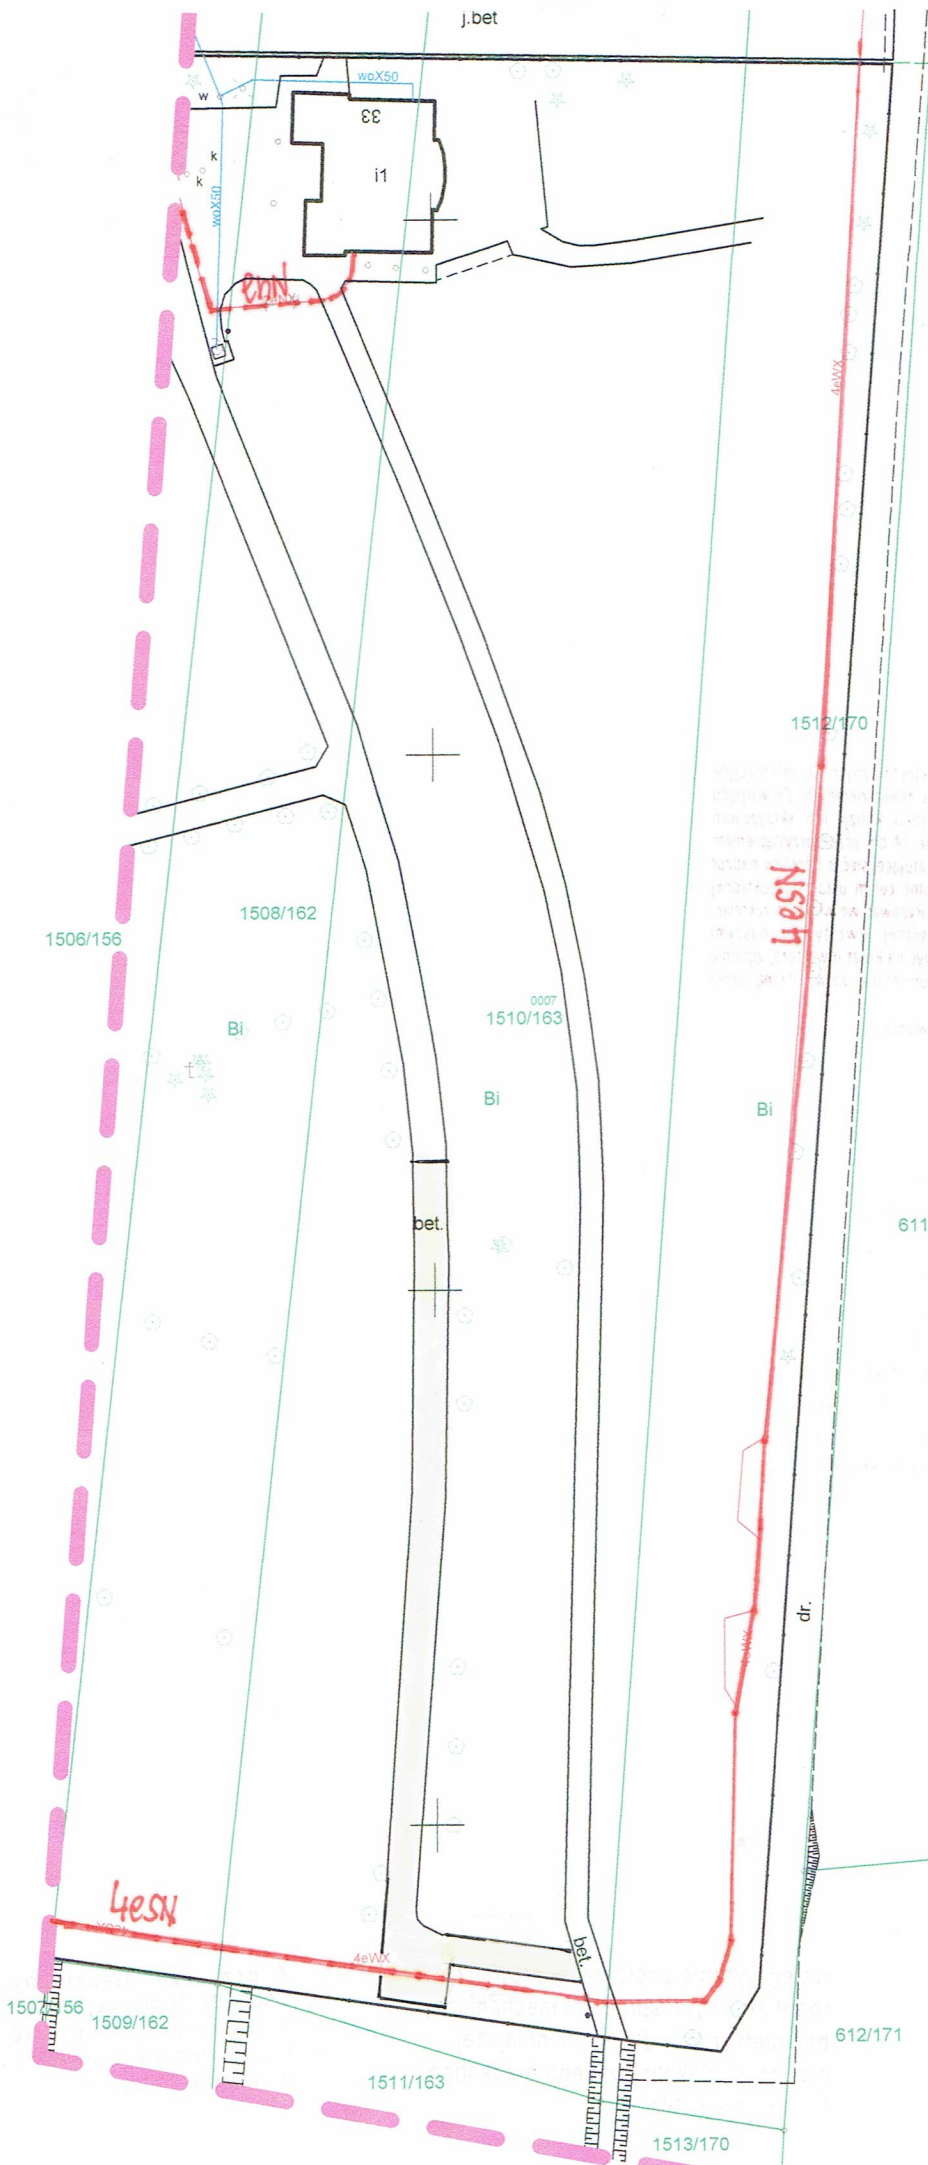 j.bet
woX50
w
33
k
i1
k
woX50
eNN
4eWX
1512/170
4eSN
1508/162
1506/156
0007
1510/163
Bi
t
Bi
Bi
bet.
611
dr.
4eWX
4eSN
4eWX
bet.
1507/156
1509/162
612/171
1511/163
1513/170